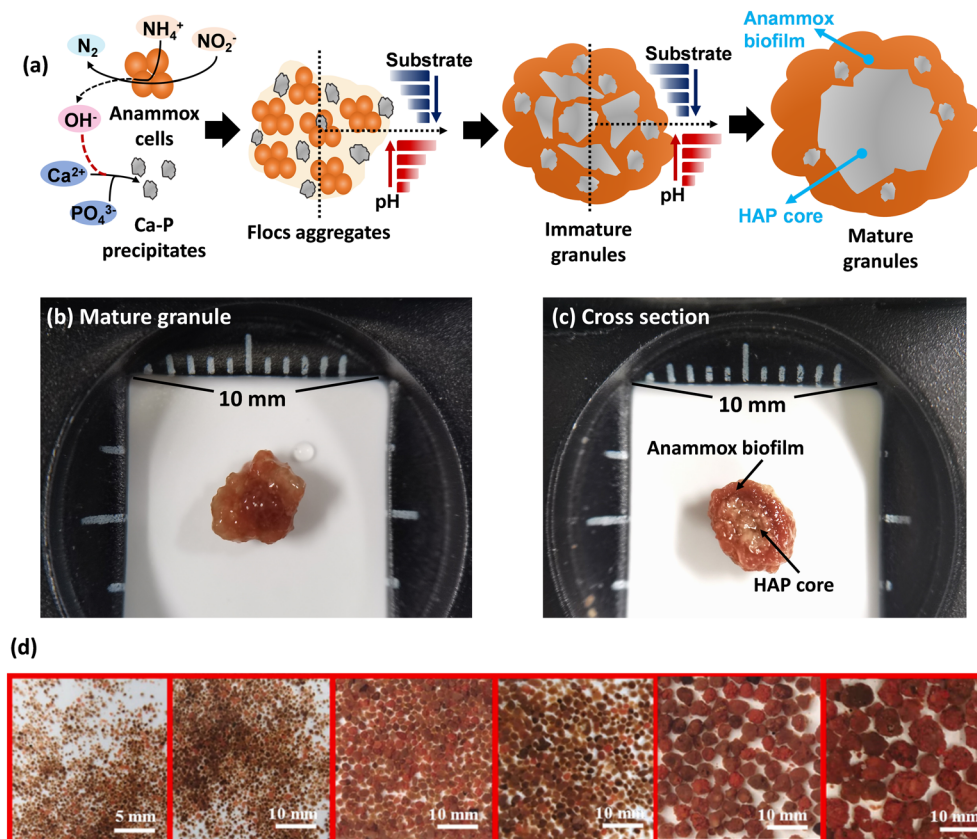 (a)
N₂
NH₄⁺
NO₂⁻
OH⁻
Anammox
cells
Ca²⁺
PO₄³⁻
Ca-P
precipitates
Substrate
pH
Flocs aggregates
Substrate
pH
Immature
granules
Anammox
biofilm
HAP core
Mature
granules
(b) Mature granule
10 mm
(c) Cross section
10 mm
Anammox biofilm
HAP core
(d)
5 mm
10 mm
10 mm
10 mm
10 mm
10 mm